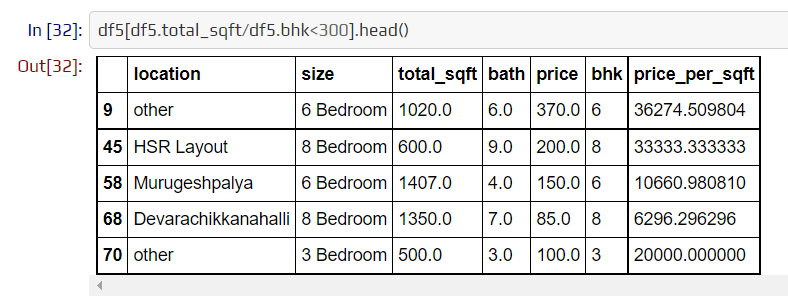 In [32]: df5[df5.total_sqft/df5.bhk<300].head()
Out[32]:
location size total_sqft bath price bhk price_per_sqft
9 other 6 Bedroom 1020.0 6.0 370.0 6 36274.509804
45 HSR Layout 8 Bedroom 600.0 9.0 200.0 8 33333.333333
58 Murugeshpalya 6 Bedroom 1407.0 4.0 150.0 6 10660.980810
68 Devarachikkanahalli 8 Bedroom 1350.0 7.0 85.0 8 6296.296296
70 other 3 Bedroom 500.0 3.0 100.0 3 20000.000000